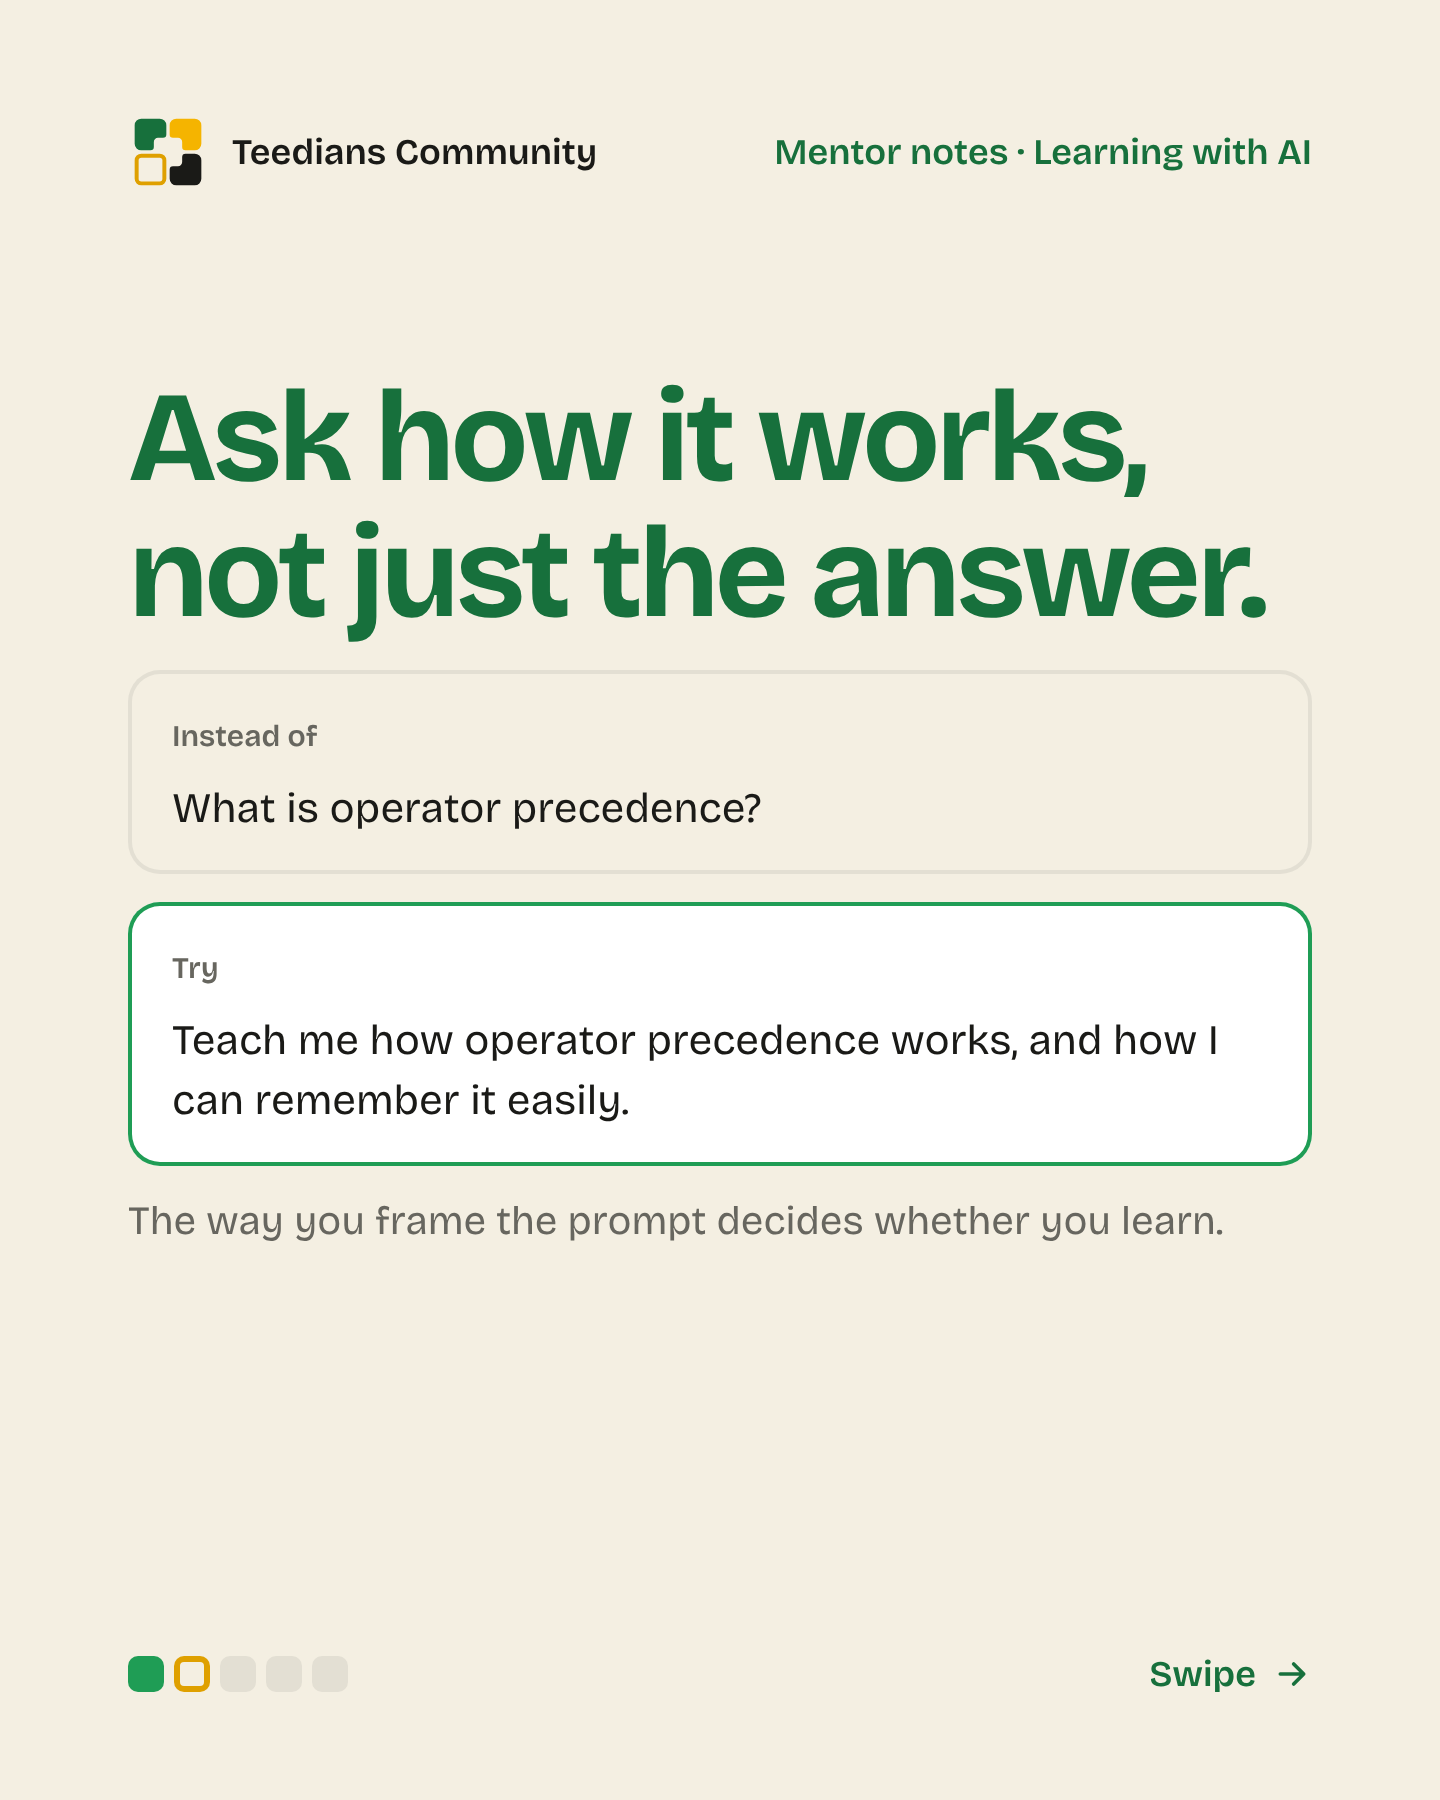 Teedians Community
Mentor notes · Learning with AI
Ask how it works,
not just the answer.
Instead of
What is operator precedence?
Try
Teach me how operator precedence works, and how I
can remember it easily.
The way you frame the prompt decides whether you learn.
Swipe →